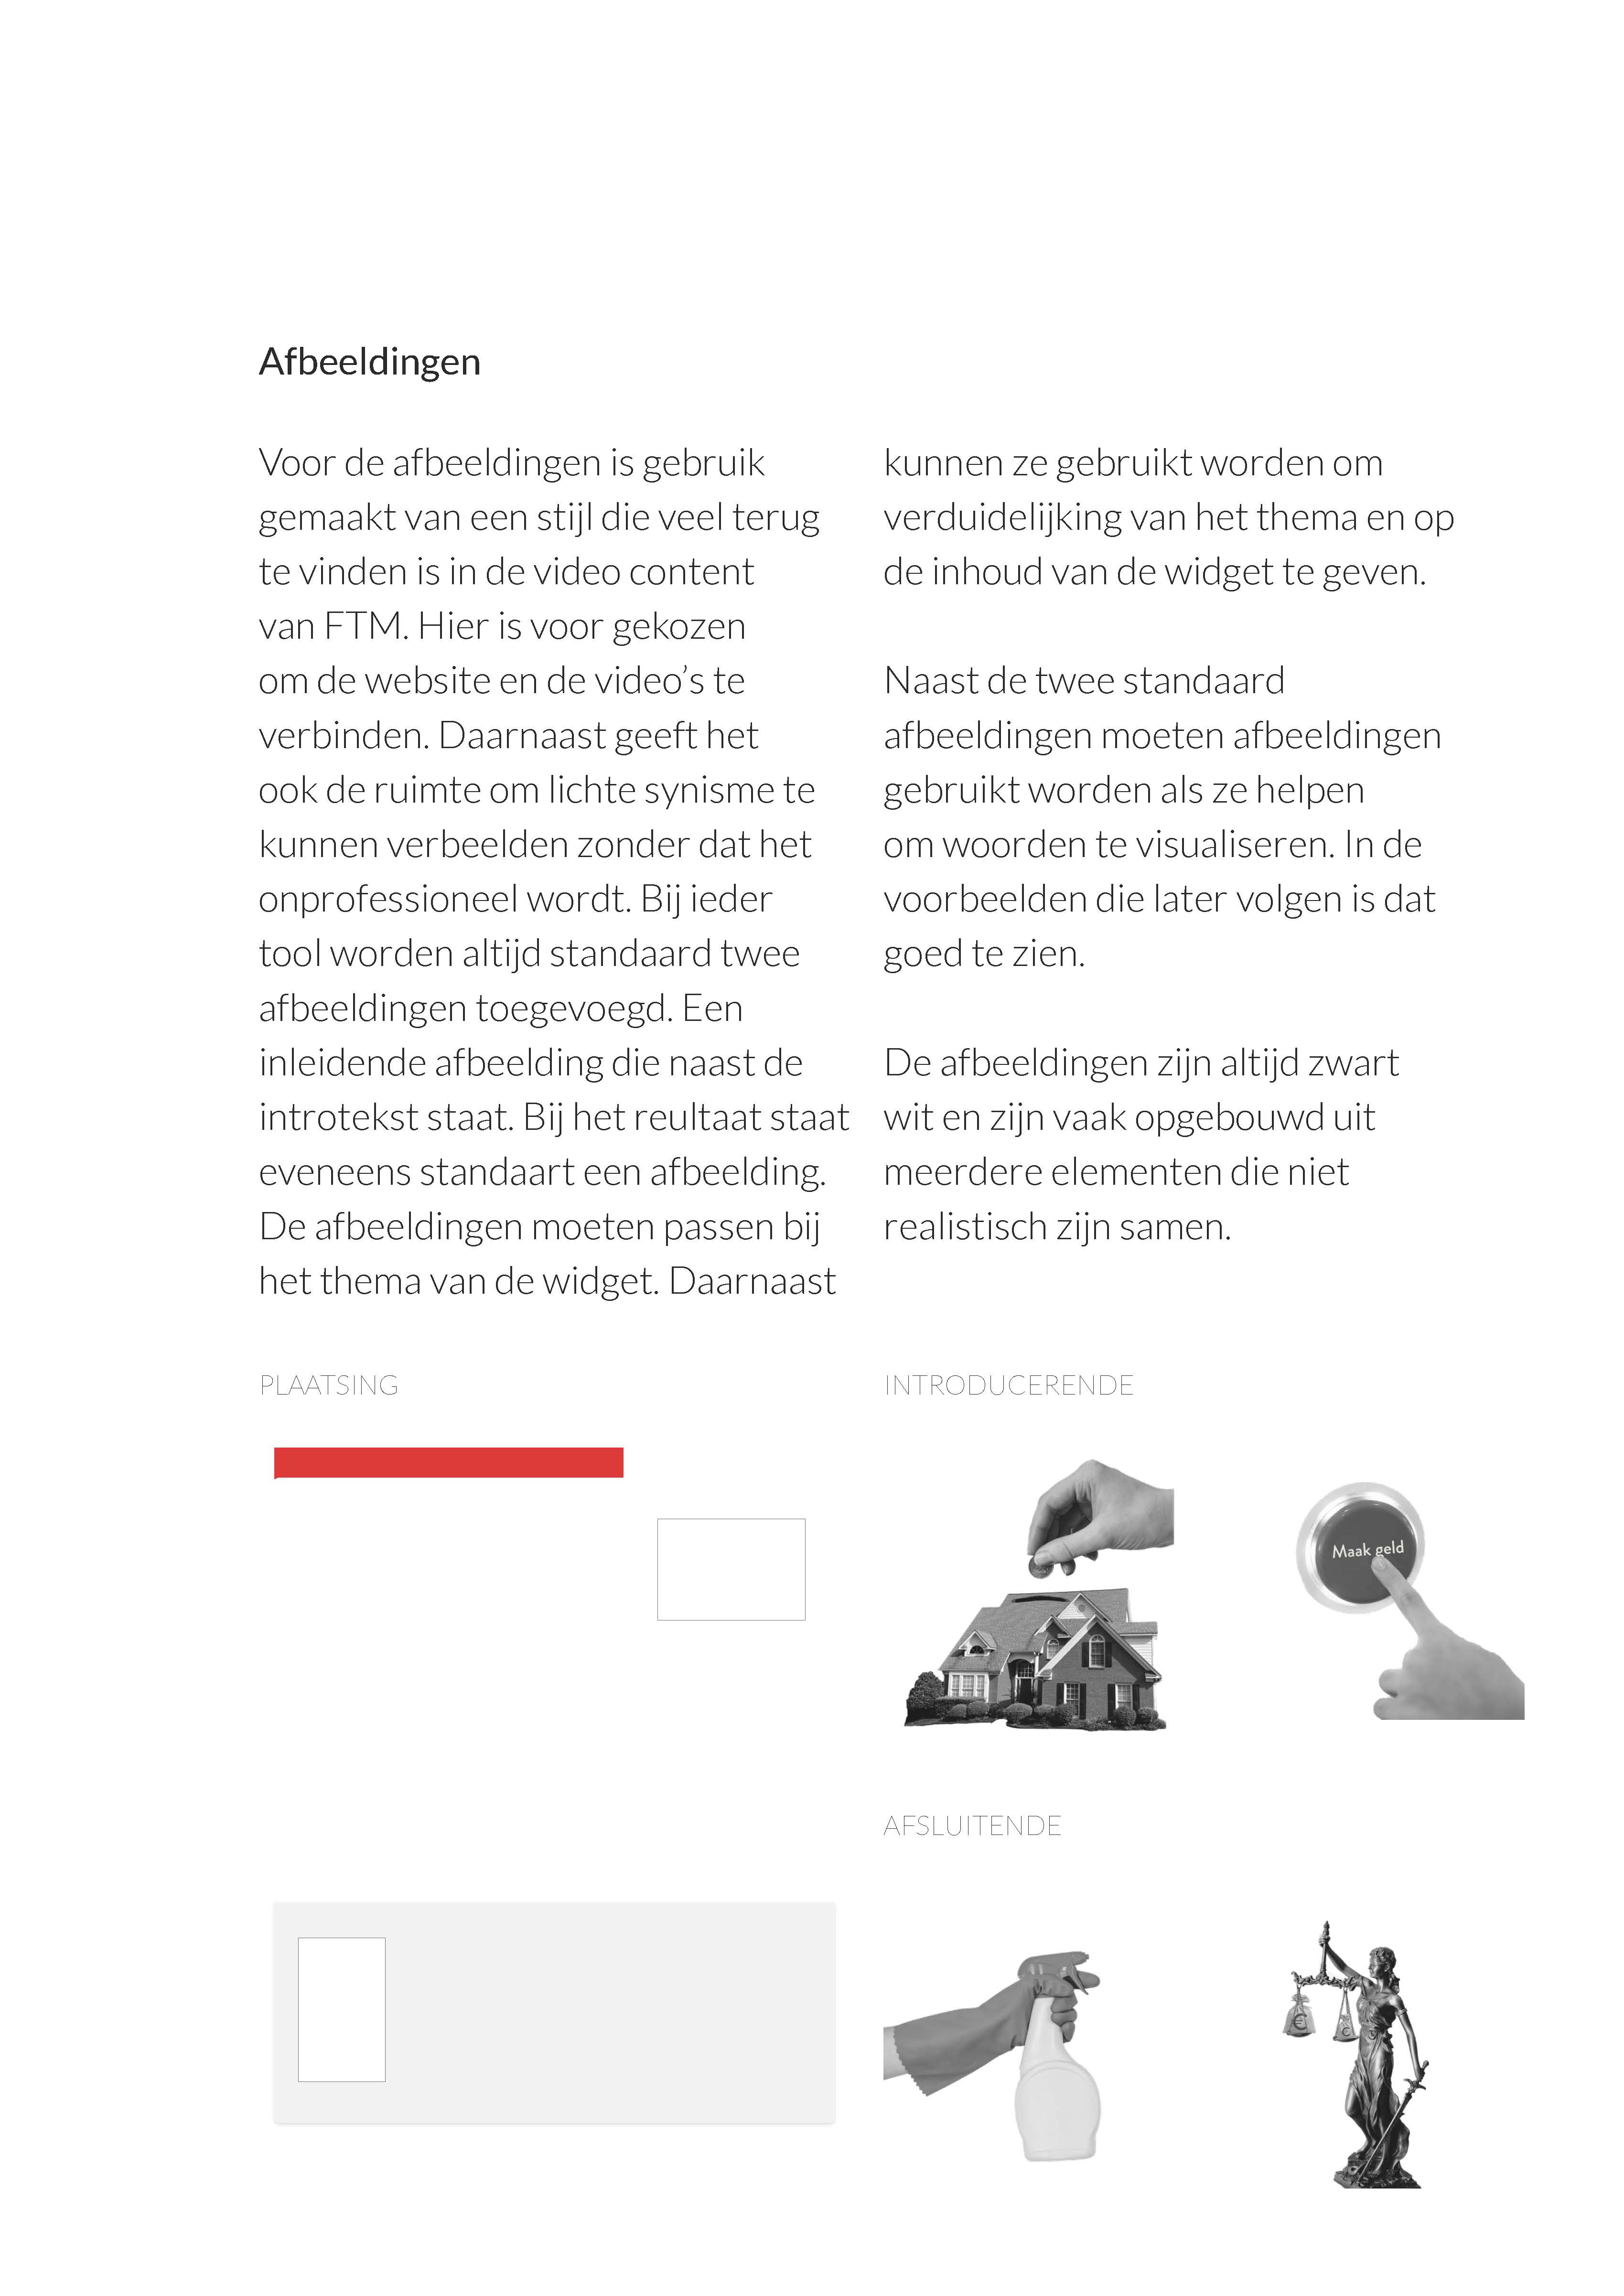 Afbeeldingen
Voor de afbeeldingen is gebruik
gemaakt van een stijl die veel terug
te vinden is in de video content
van FTM. Hier is voor gekozen
om de website en de video’s te
verbinden. Daarnaast geeft het
ook de ruimte om lichte synisme te
kunnen verbeelden zonder dat het
onprofessioneel wordt. Bij ieder
tool worden altijd standaard twee
afbeeldingen toegevoegd. Een
inleidende afbeelding die naast de
introtekst staat. Bij het reultaat staat
eveneens standaart een afbeelding.
De afbeeldingen moeten passen bij
het thema van de widget. Daarnaast
kunnen ze gebruikt worden om
verduidelijking van het thema en op
de inhoud van de widget te geven.
Naast de twee standaard
afbeeldingen moeten afbeeldingen
gebruikt worden als ze helpen
om woorden te visualiseren. In de
voorbeelden die later volgen is dat
goed te zien.
De afbeeldingen zijn altijd zwart
wit en zijn vaak opgebouwd uit
meerdere elementen die niet
realistisch zijn samen.
PLAATSING
INTRODUCERENDE
Maak geld
AFSLUITENDE
€
€